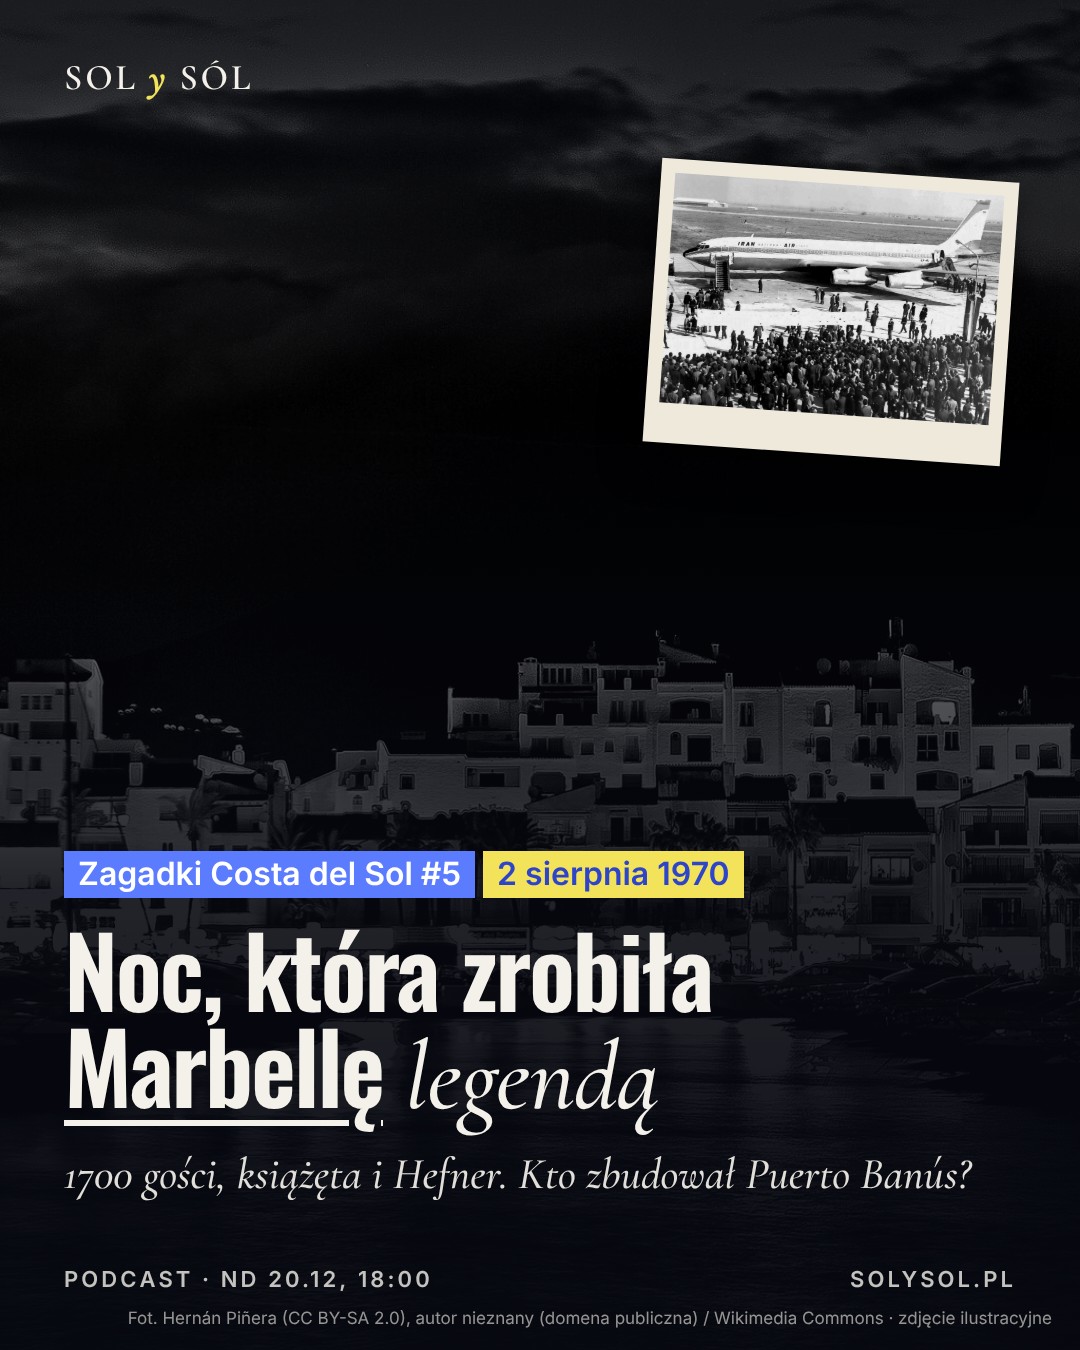 SOL y SÓL
IRAN NATIONAL AIR
Zagadki Costa del Sol #5
2 sierpnia 1970
Noc, która zrobiła
Marbellę legendą
1700 gości, książęta i Hefner. Kto zbudował Puerto Banús?
PODCAST · ND 20.12, 18:00
SOLYSOL.PL
Fot. Hernán Piñera (CC BY-SA 2.0), autor nieznany (domena publiczna) / Wikimedia Commons · zdjęcie ilustracyjne